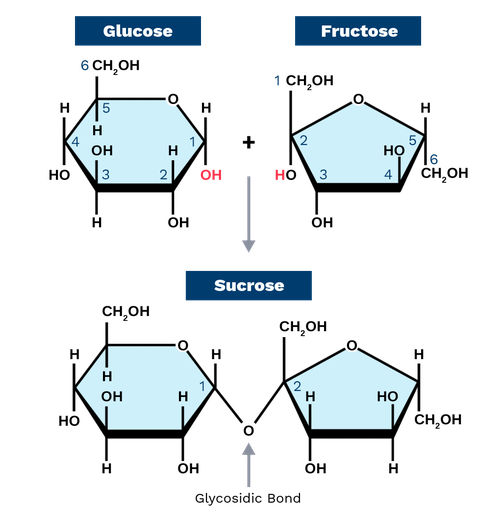 Glucose
Fructose
6 CH2OH
1 CH2OH
H 5 O H
O H
4 H 1
2 HO 5
OH H
6
HO 3 2 OH
HO 3 4 CH2OH
H OH
OH
+
Sucrose
CH2OH
CH2OH
H O H
O H
H 1
2
OH H
H HO
HO
CH2OH
O
H OH
OH H
Glycosidic Bond